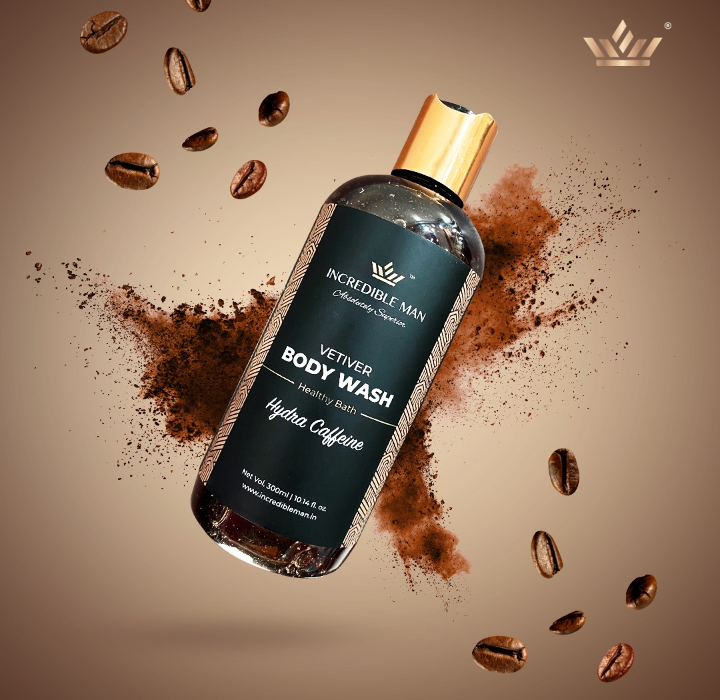 ®
™
INCREDIBLE MAN
Absolutely Superior
VETIVER
BODY WASH
Healthy Bath
Hydra Caffeine
Net Vol. 300ml | 10.14 fl. oz
www.incredibleman.in